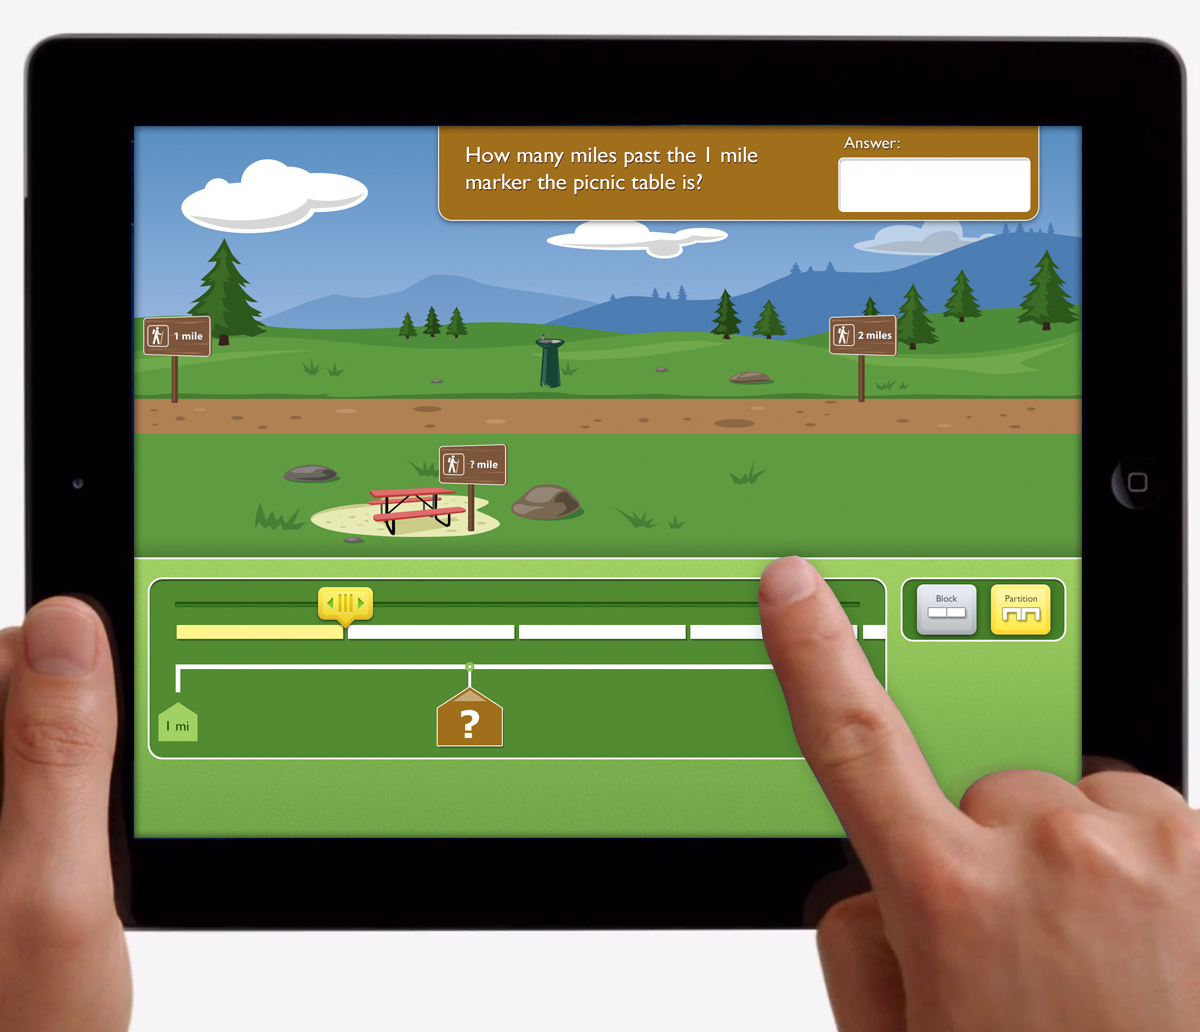 How many miles past the 1 mile
marker the picnic table is?
Answer:
1 mile
2 miles
? mile
Block
Partition
1 mi
?